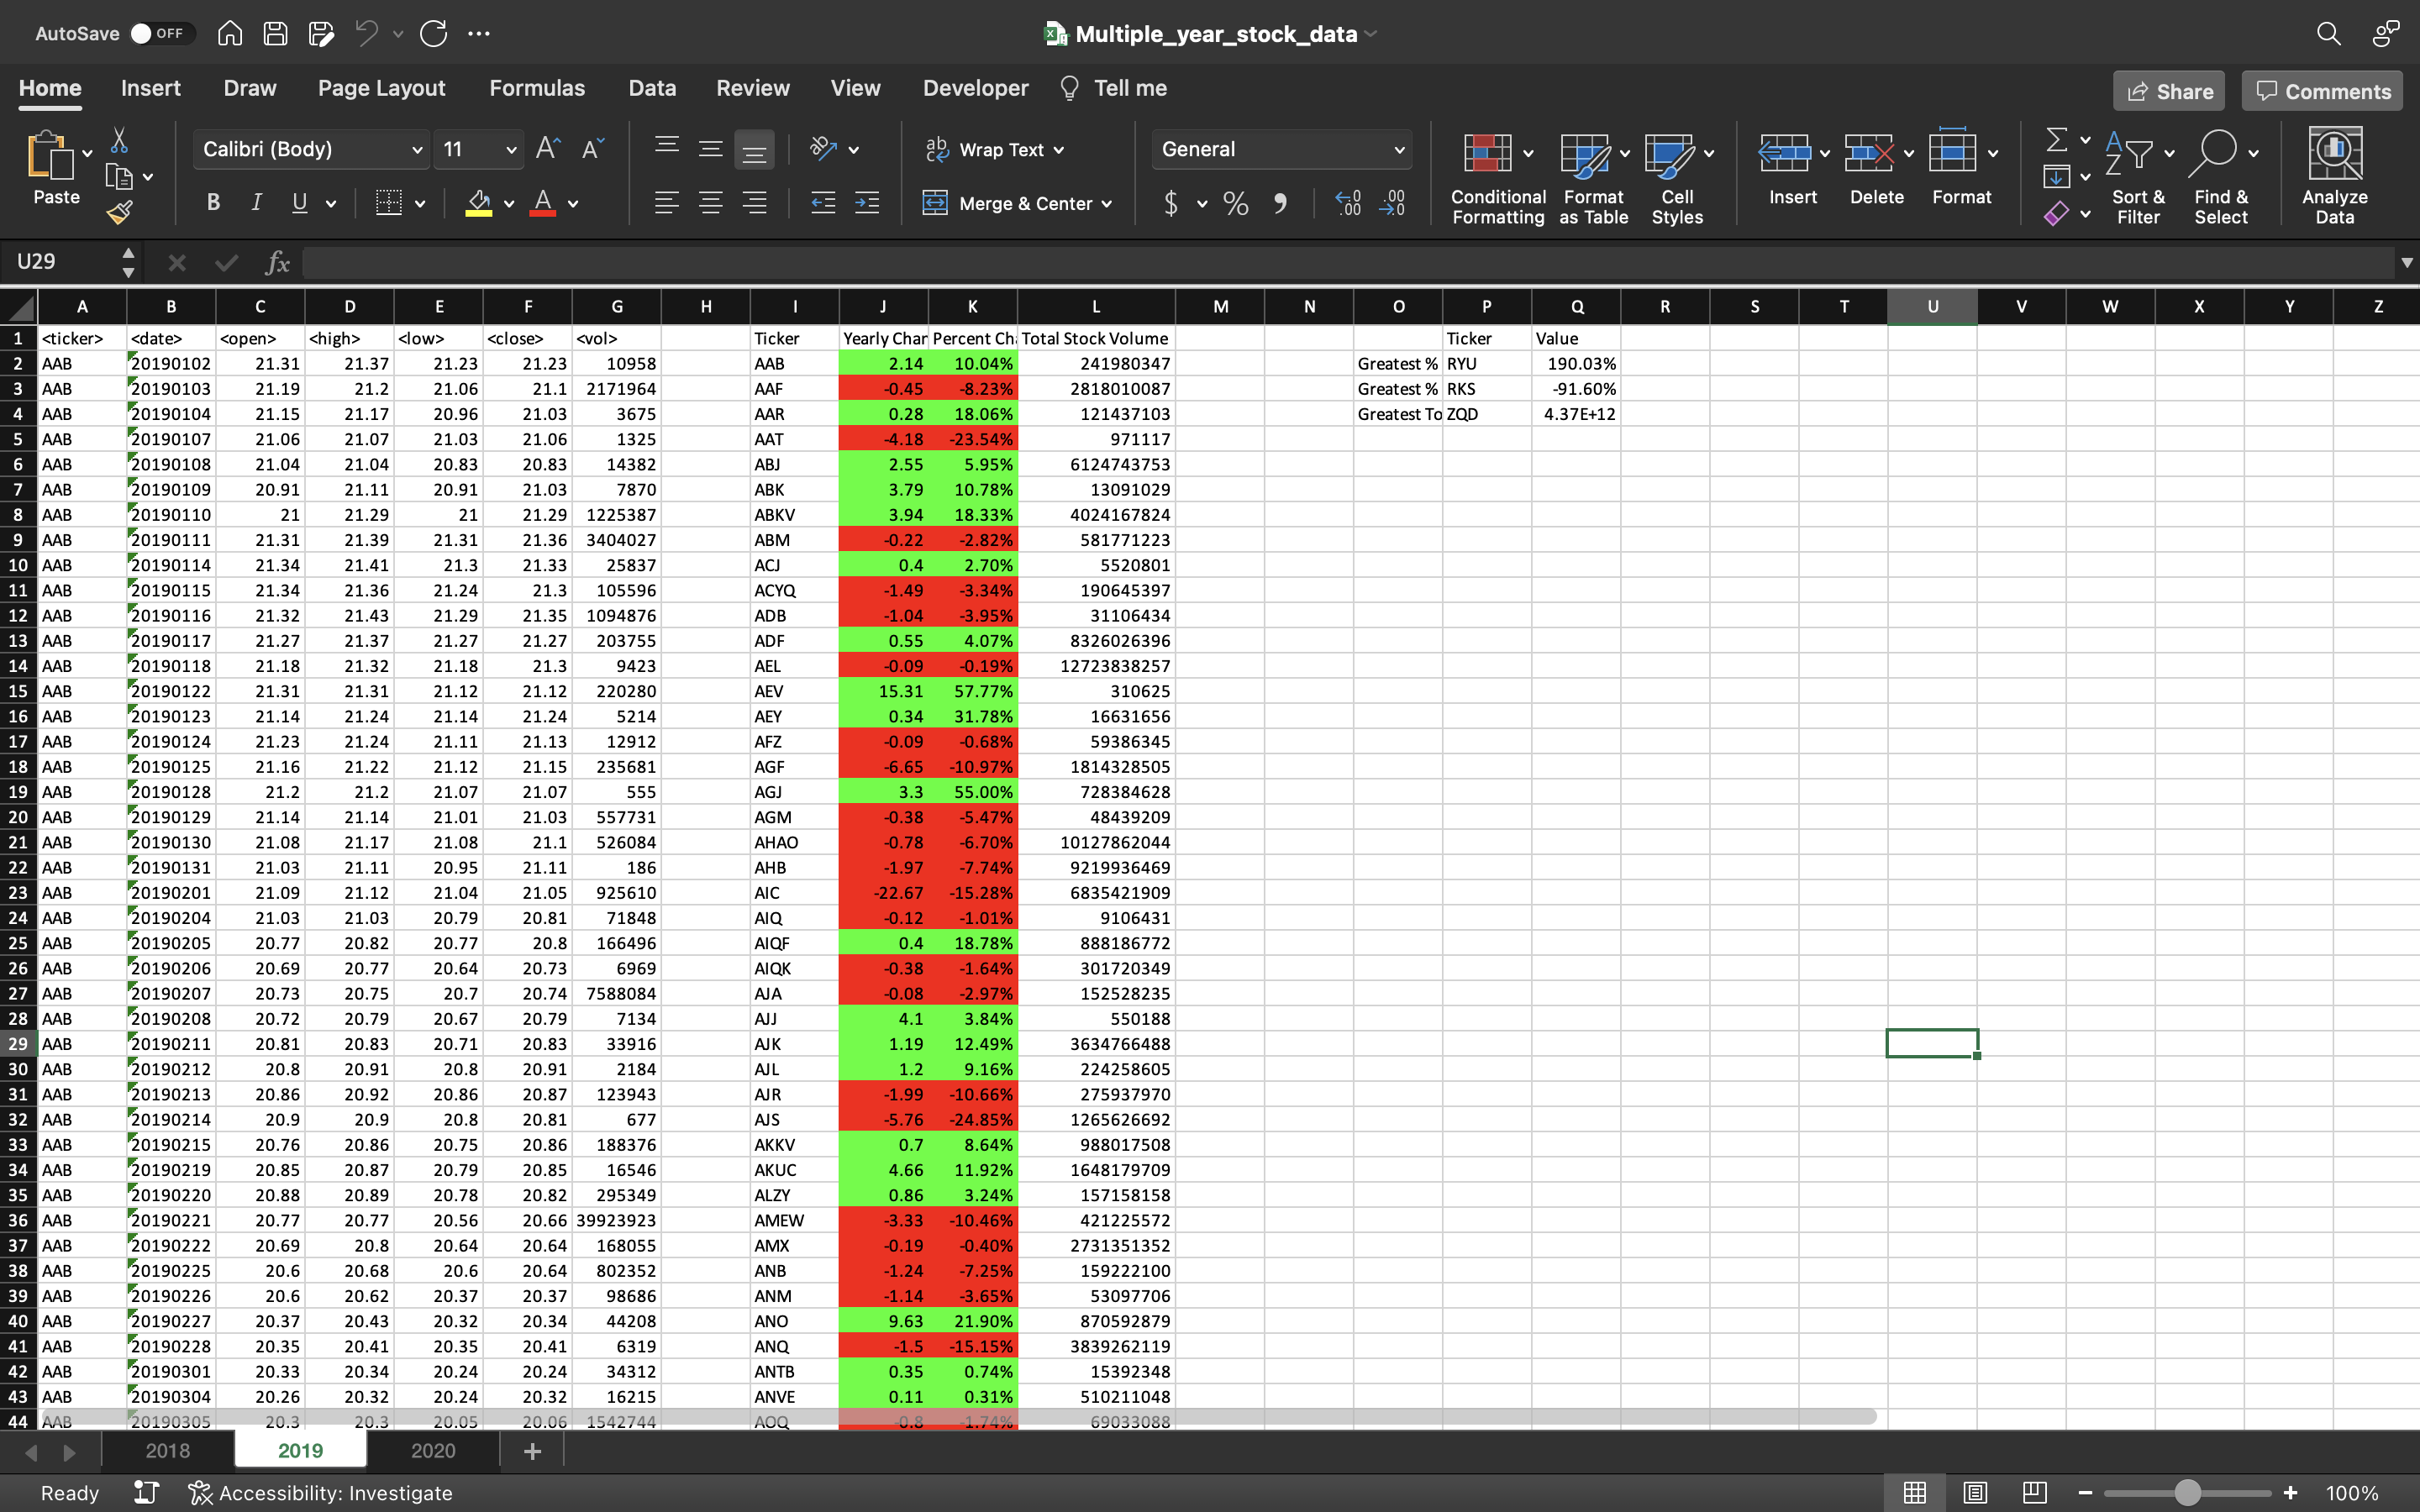 AutoSave OFF Multiple_year_stock_data
Home Insert Draw Page Layout Formulas Data Review View Developer Tell me Share Comments
Paste Calibri (Body) 11 Wrap Text General Conditional Formatting Format as Table Cell Styles Insert Delete Format Sort & Filter Find & Select Analyze Data
B I U Merge & Center $ %
U29 fx
A B C D E F G H I J K L M N O P Q R S T U V W X Y Z
1 <ticker> <date> <open> <high> <low> <close> <vol> Ticker Yearly Char Percent Ch Total Stock Volume Ticker Value
2 AAB 20190102 21.31 21.37 21.23 21.23 10958 AAB 2.14 10.04% 241980347 Greatest % RYU 190.03%
3 AAB 20190103 21.19 21.2 21.06 21.1 2171964 AAF -0.45 -8.23% 2818010087 Greatest % RKS -91.60%
4 AAB 20190104 21.15 21.17 20.96 21.03 3675 AAR 0.28 18.06% 121437103 Greatest To ZQD 4.37E+12
5 AAB 20190107 21.06 21.07 21.03 21.06 1325 AAT -4.18 -23.54% 971117
6 AAB 20190108 21.04 21.04 20.83 20.83 14382 ABJ 2.55 5.95% 6124743753
7 AAB 20190109 20.91 21.11 20.91 21.03 7870 ABK 3.79 10.78% 13091029
8 AAB 20190110 21 21.29 21 21.29 1225387 ABKV 3.94 18.33% 4024167824
9 AAB 20190111 21.31 21.39 21.31 21.36 3404027 ABM -0.22 -2.82% 581771223
10 AAB 20190114 21.34 21.41 21.3 21.33 25837 ACJ 0.4 2.70% 5520801
11 AAB 20190115 21.34 21.36 21.24 21.3 105596 ACYQ -1.49 -3.34% 190645397
12 AAB 20190116 21.32 21.43 21.29 21.35 1094876 ADB -1.04 -3.95% 31106434
13 AAB 20190117 21.27 21.37 21.27 21.27 203755 ADF 0.55 4.07% 8326026396
14 AAB 20190118 21.18 21.32 21.18 21.3 9423 AEL -0.09 -0.19% 12723838257
15 AAB 20190122 21.31 21.31 21.12 21.12 220280 AEV 15.31 57.77% 310625
16 AAB 20190123 21.14 21.24 21.14 21.24 5214 AEY 0.34 31.78% 16631656
17 AAB 20190124 21.23 21.24 21.11 21.13 12912 AFZ -0.09 -0.68% 59386345
18 AAB 20190125 21.16 21.22 21.12 21.15 235681 AGF -6.65 -10.97% 1814328505
19 AAB 20190128 21.2 21.2 21.07 21.07 555 AGJ 3.3 55.00% 728384628
20 AAB 20190129 21.14 21.14 21.01 21.03 557731 AGM -0.38 -5.47% 48439209
21 AAB 20190130 21.08 21.17 21.08 21.1 526084 AHAO -0.78 -6.70% 10127862044
22 AAB 20190131 21.03 21.11 20.95 21.11 186 AHB -1.97 -7.74% 9219936469
23 AAB 20190201 21.09 21.12 21.04 21.05 925610 AIC -22.67 -15.28% 6835421909
24 AAB 20190204 21.03 21.03 20.79 20.81 71848 AIQ -0.12 -1.01% 9106431
25 AAB 20190205 20.77 20.82 20.77 20.8 166496 AIQF 0.4 18.78% 888186772
26 AAB 20190206 20.69 20.77 20.64 20.73 6969 AIQK -0.38 -1.64% 301720349
27 AAB 20190207 20.73 20.75 20.7 20.74 7588084 AJA -0.08 -2.97% 152528235
28 AAB 20190208 20.72 20.79 20.67 20.79 7134 AJJ 4.1 3.84% 550188
29 AAB 20190211 20.81 20.83 20.71 20.83 33916 AJK 1.19 12.49% 3634766488
30 AAB 20190212 20.8 20.91 20.8 20.91 2184 AJL 1.2 9.16% 224258605
31 AAB 20190213 20.86 20.92 20.86 20.87 123943 AJR -1.99 -10.66% 275937970
32 AAB 20190214 20.9 20.9 20.8 20.81 677 AJS -5.76 -24.85% 1265626692
33 AAB 20190215 20.76 20.86 20.75 20.86 188376 AKKV 0.7 8.64% 988017508
34 AAB 20190219 20.85 20.87 20.79 20.85 16546 AKUC 4.66 11.92% 1648179709
35 AAB 20190220 20.88 20.89 20.78 20.82 295349 ALZY 0.86 3.24% 157158158
36 AAB 20190221 20.77 20.77 20.56 20.66 39923923 AMEW -3.33 -10.46% 421225572
37 AAB 20190222 20.69 20.8 20.64 20.64 168055 AMX -0.19 -0.40% 2731351352
38 AAB 20190225 20.6 20.68 20.6 20.64 802352 ANB -1.24 -7.25% 159222100
39 AAB 20190226 20.6 20.62 20.37 20.37 98686 ANM -1.14 -3.65% 53097706
40 AAB 20190227 20.37 20.43 20.32 20.34 44208 ANO 9.63 21.90% 870592879
41 AAB 20190228 20.35 20.41 20.35 20.41 6319 ANQ -1.5 -15.15% 3839262119
42 AAB 20190301 20.33 20.34 20.24 20.24 34312 ANTB 0.35 0.74% 15392348
43 AAB 20190304 20.26 20.32 20.24 20.32 16215 ANVE 0.11 0.31% 510211048
44 AAB 20190305 20.3 20.3 20.05 20.06 1542744 AOQ -0.8 -1.74% 69033088
2018 2019 2020 +
Ready Accessibility: Investigate 100%